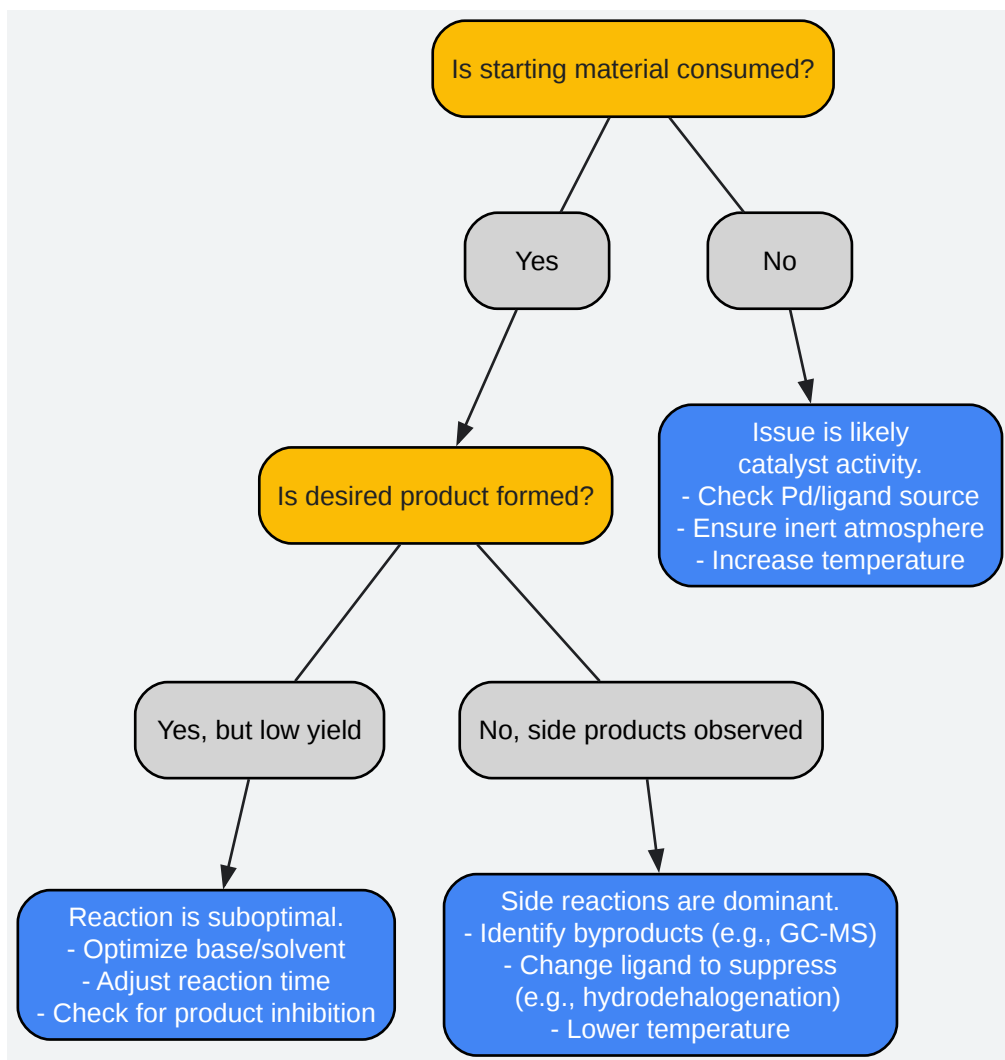 Is starting material consumed?
Yes
No
Issue is likely
catalyst activity.
- Check Pd/ligand source
- Ensure inert atmosphere
- Increase temperature
Is desired product formed?
Yes, but low yield
No, side products observed
Reaction is suboptimal.
- Optimize base/solvent
- Adjust reaction time
- Check for product inhibition
Side reactions are dominant.
- Identify byproducts (e.g., GC-MS)
- Change ligand to suppress
(e.g., hydrodehalogenation)
- Lower temperature